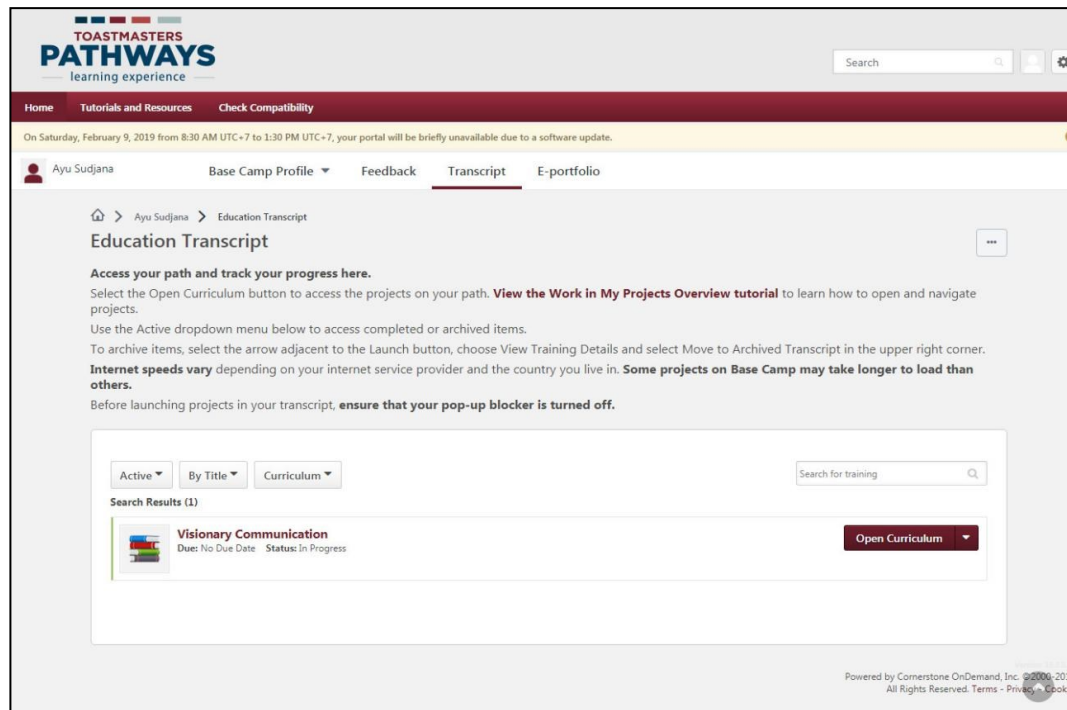 TOASTMASTERS
PATHWAYS
learning experience
Search
Home Tutorials and Resources Check Compatibility
On Saturday, February 9, 2019 from 8:30 AM UTC+7 to 1:30 PM UTC+7, your portal will be briefly unavailable due to a software update.
Ayu Sudjana Base Camp Profile Feedback Transcript E-portfolio
Ayu Sudjana Education Transcript
Education Transcript
Access your path and track your progress here.
Select the Open Curriculum button to access the projects on your path. View the Work in My Projects Overview tutorial to learn how to open and navigate
projects.
Use the Active dropdown menu below to access completed or archived items.
To archive items, select the arrow adjacent to the Launch button, choose View Training Details and select Move to Archived Transcript in the upper right corner.
Internet speeds vary depending on your internet service provider and the country you live in. Some projects on Base Camp may take longer to load than
others.
Before launching projects in your transcript, ensure that your pop-up blocker is turned off.
Active By Title Curriculum Search for training
Search Results (1)
Visionary Communication
Due: No Due Date Status: In Progress
Open Curriculum
Powered by Cornerstone OnDemand, Inc. ©2000-20
All Rights Reserved. Terms - Privacy - Cook